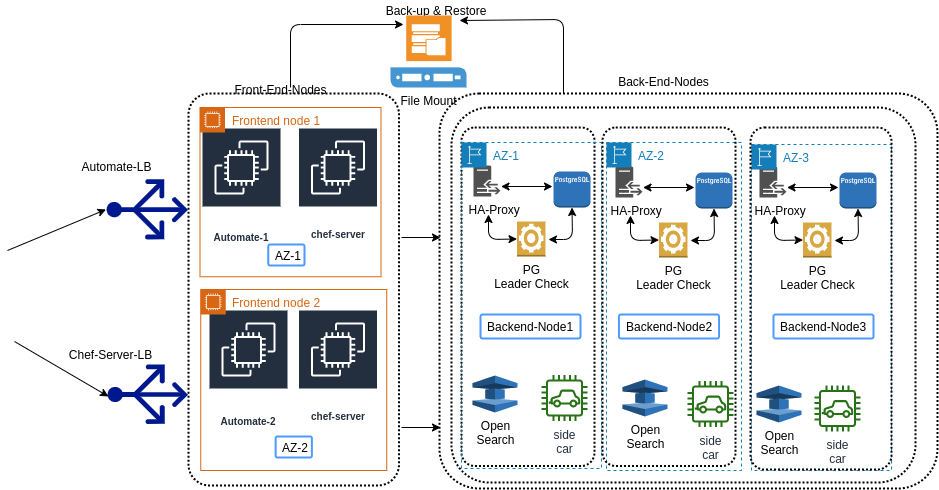 Back-up & Restore
File Mount
Front-End-Nodes
Back-End-Nodes
Automate-LB
Chef-Server-LB
Frontend node 1
Automate-1
chef-server
AZ-1
Frontend node 2
Automate-2
chef-server
AZ-2
AZ-1
PostgreSQL
HA-Proxy
PG
Leader Check
Backend-Node1
Open
Search
side
car
AZ-2
PostgreSQL
HA-Proxy
PG
Leader Check
Backend-Node2
Open
Search
side
car
AZ-3
PostgreSQL
HA-Proxy
PG
Leader Check
Backend-Node3
Open
Search
side
car